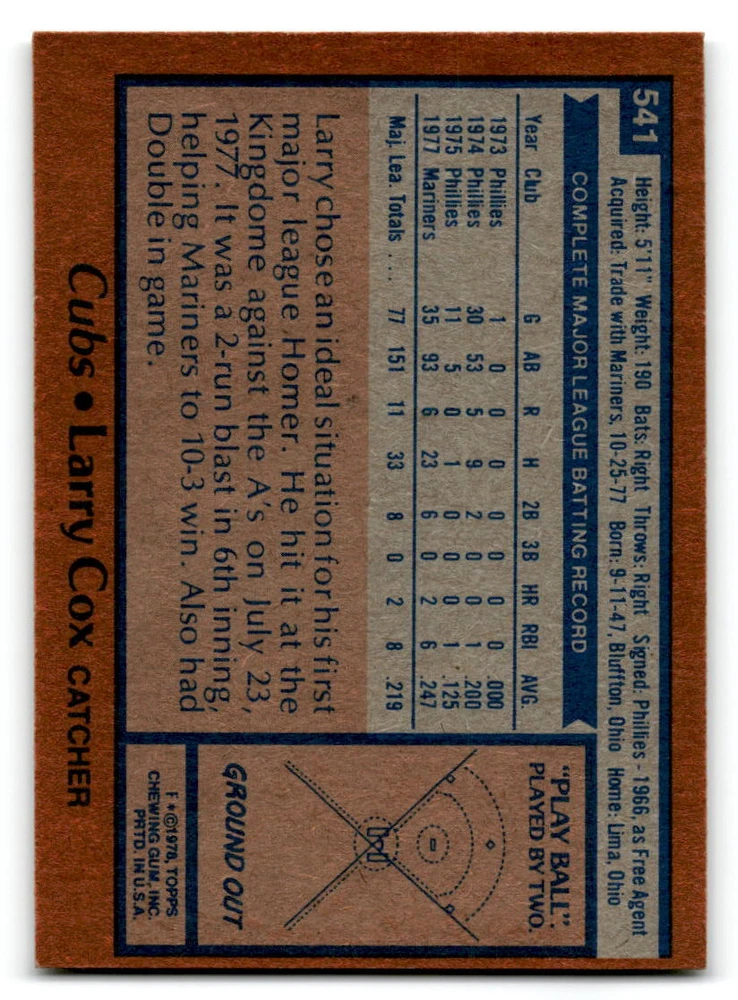 541
Height: 5'11" Weight: 190 Bats: Right Throws: Right Signed: Phillies - 1966, as Free Agent
Acquired: Trade with Mariners, 10-25-77 Born: 9-11-47, Bluffton, Ohio Home: Lima, Ohio
COMPLETE MAJOR LEAGUE BATTING RECORD
Year Club G AB R H 2B 3B HR RBI AVG.
1973 Phillies 1 0 0 0 0 0 0 0 .000
1974 Phillies 30 53 5 9 2 0 0 1 .200
1975 Phillies 11 5 0 1 0 0 0 1 .125
1977 Mariners 35 93 6 23 6 0 2 6 .247
Maj. Lea. Totals .... 77 151 11 33 8 0 2 8 .219
Larry chose an ideal situation for his first
major league Homer. He hit it at the
Kingdome against the A's on July 23,
1977. It was a 2-run blast in 6th inning,
helping Mariners to 10-3 win. Also had
Double in game.
"PLAY BALL".
PLAYED BY TWO.
GROUND OUT
F * © 1978, TOPPS
CHEWING GUM, INC.
PRTD. IN U.S.A.
Cubs • Larry Cox CATCHER